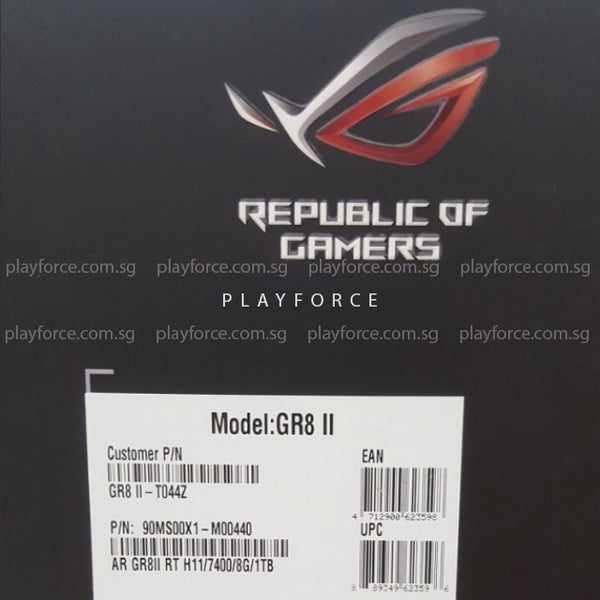 REPUBLIC OF
GAMERS
playforce.com.sg playforce.com.sg playforce.com.sg playforce.com.sg
PLAYFORCE
playforce.com.sg playforce.com.sg playforce.com.sg playforce.com.sg
Model:GR8 II
Customer P/N
GR8 II-T044Z
P/N: 90MS00X1-M00440
AR GR8II RT H11/7400/8G/1TB
EAN
4 712900 623598
UPC
8 89349 62359 6